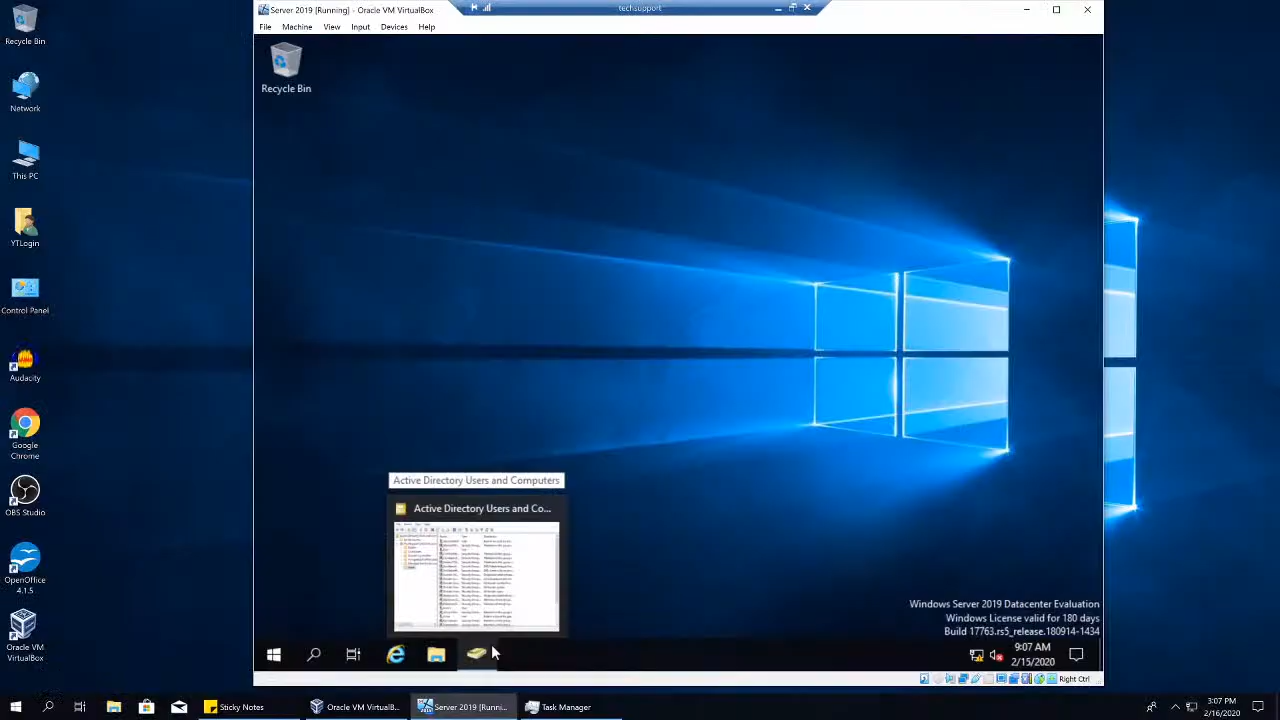 Server 2019 [Running] - Oracle VM VirtualBox
techsupport
File Machine View Input Devices Help
Recycle Bin
Network
This PC
YTLogin
Control Panel
Audacity
Google
Chrome
OBS Studio
Oracle VM
VirtualBox
Recycle Bin
Active Directory Users and Computers
Active Directory Users and Co...
Windows Server 2019 Datacenter Evaluation
Windows License valid for 180 days
Build 17763.rs5_release.180914-1434
9:07 AM
2/15/2020
Right Ctrl
Sticky Notes
Oracle VM VirtualB...
Server 2019 [Runni...
Task Manager
3:07 PM
2/16/2020